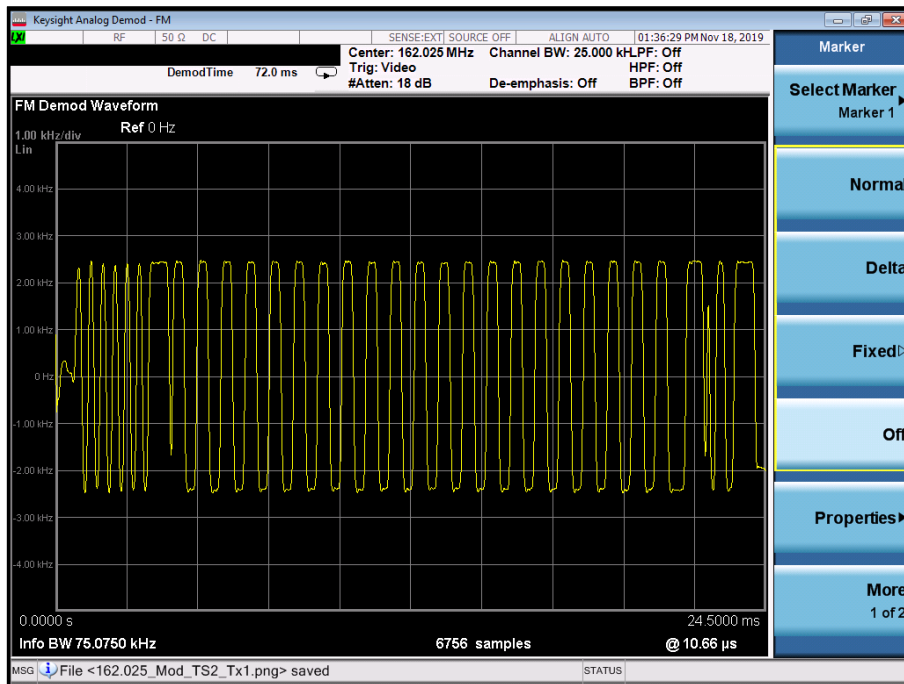 Keysight Analog Demod - FM
LXI
RF 50 Ω DC SENSE:EXT SOURCE OFF ALIGN AUTO 01:36:29 PM Nov 18, 2019
Center: 162.025 MHz Channel BW: 25.000 kHLPF: Off
Trig: Video HPF: Off
DemodTime 72.0 ms
#Atten: 18 dB De-emphasis: Off BPF: Off
FM Demod Waveform
Ref 0 Hz
1.00 kHz/div
Lin
4.00 kHz
3.00 kHz
2.00 kHz
1.00 kHz
0 Hz
-1.00 kHz
-2.00 kHz
-3.00 kHz
-4.00 kHz
0.0000 s 24.5000 ms
Info BW 75.0750 kHz 6756 samples @ 10.66 µs
MSG File <162.025_Mod_TS2_Tx1.png> saved STATUS
Marker
Select Marker
Marker 1
Normal
Delta
Fixed
Off
Properties
More
1 of 2